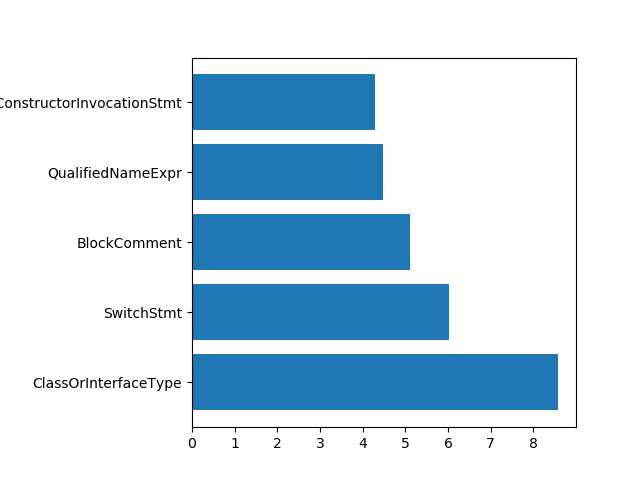 ConstructorInvocationStmt
QualifiedNameExpr
BlockComment
SwitchStmt
ClassOrInterfaceType
0 1 2 3 4 5 6 7 8